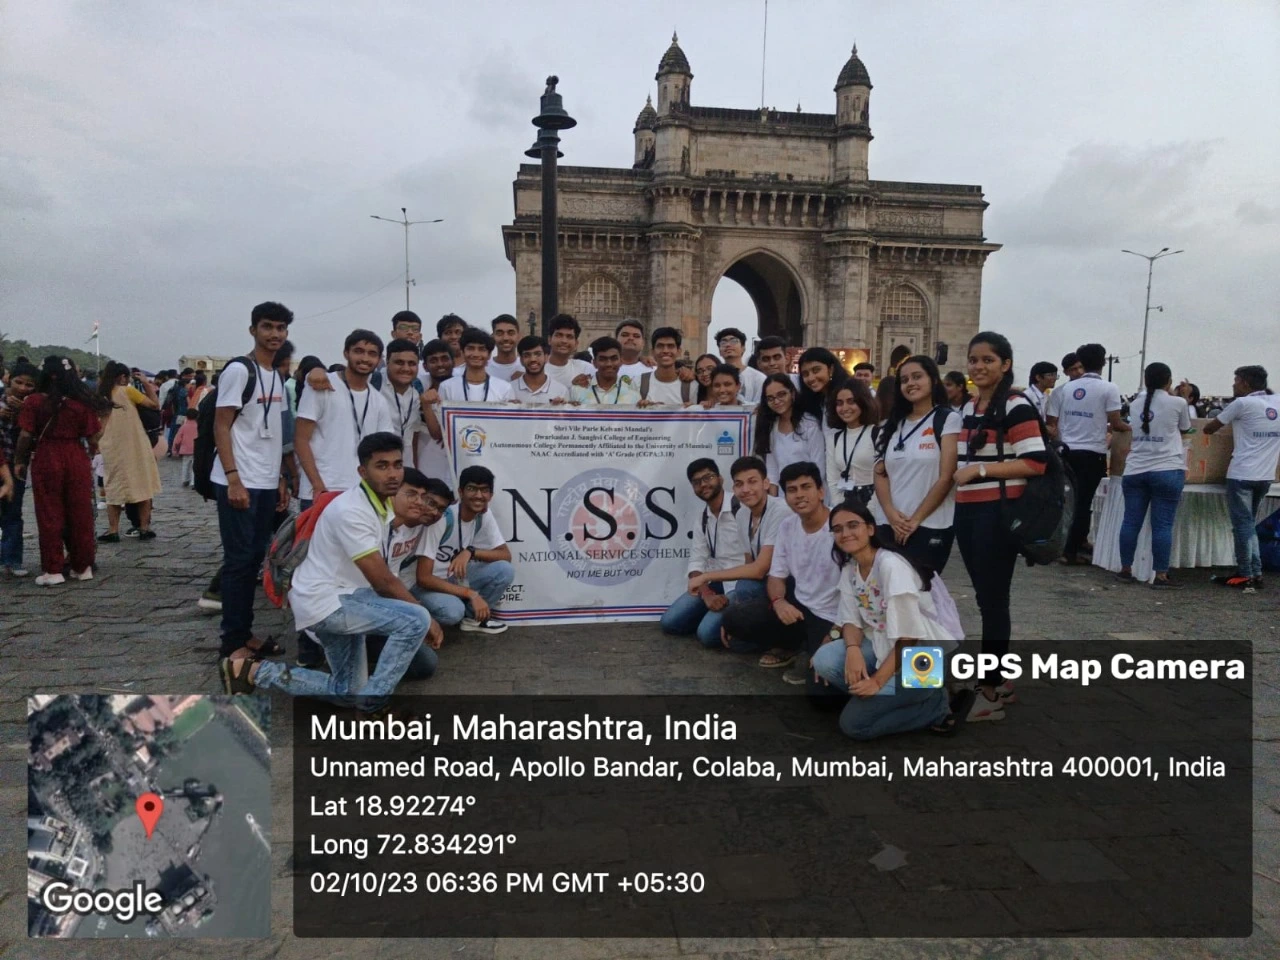 Shri Vile Parle Kelvani Mandal's
Dwarkadas J. Sanghvi College of Engineering
(Autonomous College Permanently Affiliated to the University of Mumbai)
NAAC Accredited with 'A' Grade (CGPA:3.18)
N.S.S.
NATIONAL SERVICE SCHEME
NOT ME BUT YOU
GPS Map Camera
Mumbai, Maharashtra, India
Unnamed Road, Apollo Bandar, Colaba, Mumbai, Maharashtra 400001, India
Lat 18.92274°
Long 72.834291°
02/10/23 06:36 PM GMT +05:30
Google